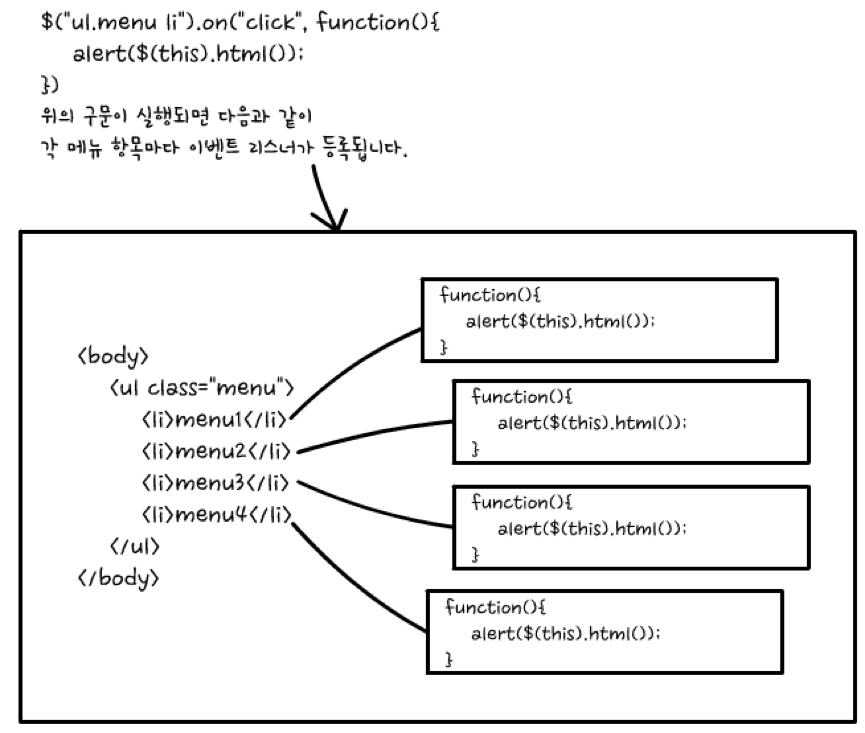 $("ul.menu li").on("click", function(){
alert($(this).html());
})
위의 구문이 실행되면 다음과 같이
각 메뉴 항목마다 이벤트 리스너가 등록됩니다.
function(){
alert($(this).html());
}
<body>
<ul class="menu">
<li>menu1</li>
<li>menu2</li>
<li>menu3</li>
<li>menu4</li>
</ul>
</body>
function(){
alert($(this).html());
}
function(){
alert($(this).html());
}
function(){
alert($(this).html());
}